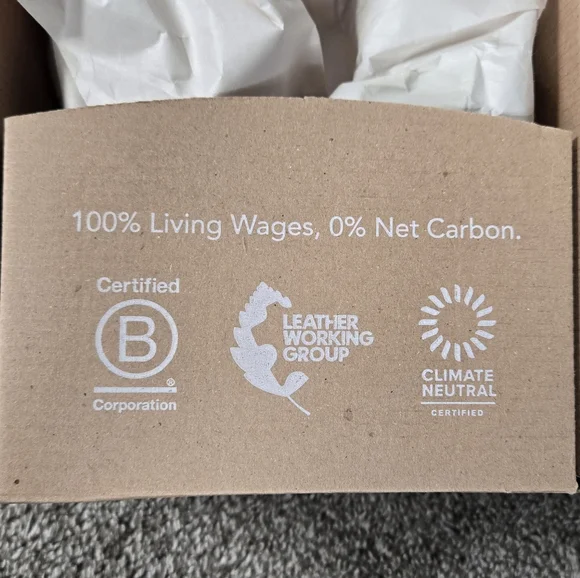 100% Living Wages, 0% Net Carbon.
Certified
B
®
Corporation
LEATHER
WORKING
GROUP
CLIMATE
NEUTRAL
CERTIFIED